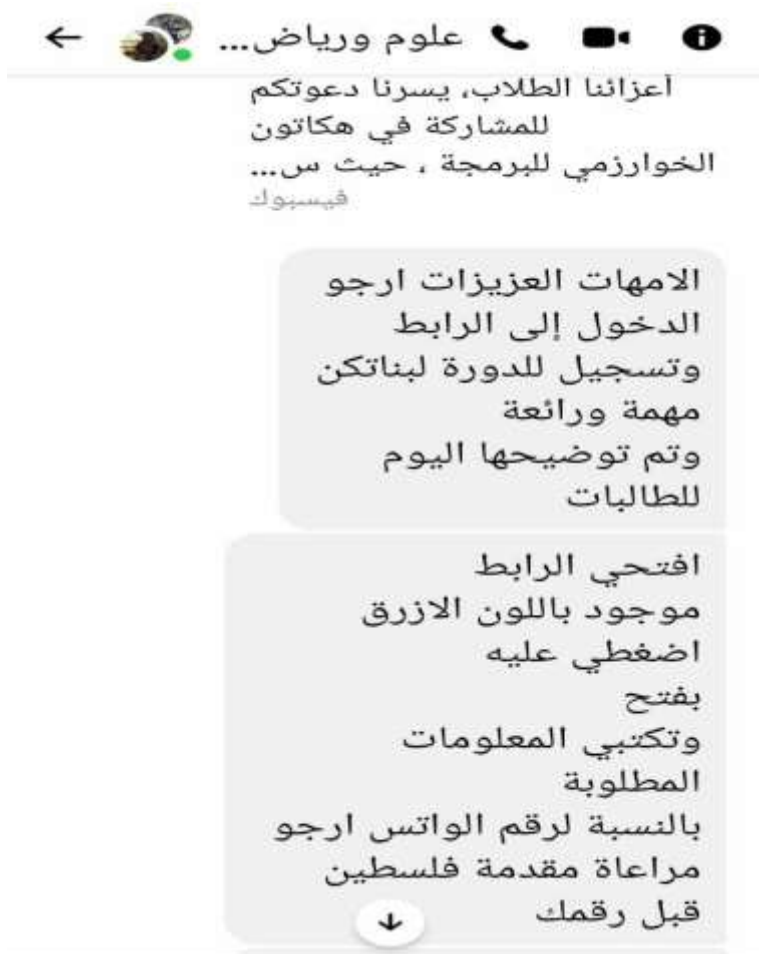 علوم ورياض...
أعزائنا الطلاب، يسرنا دعوتكم
للمشاركة في هكاتون
الخوارزمي للبرمجة ، حيث س...
فيسبوك
الامهات العزيزات ارجو
الدخول إلى الرابط
وتسجيل للدورة لبناتكن
مهمة ورائعة
وتم توضيحها اليوم
للطالبات
افتحي الرابط
موجود باللون الازرق
اضغطي عليه
بفتح
وتكتبي المعلومات
المطلوبة
بالنسبة لرقم الواتس ارجو
مراعاة مقدمة فلسطين
قبل رقمك